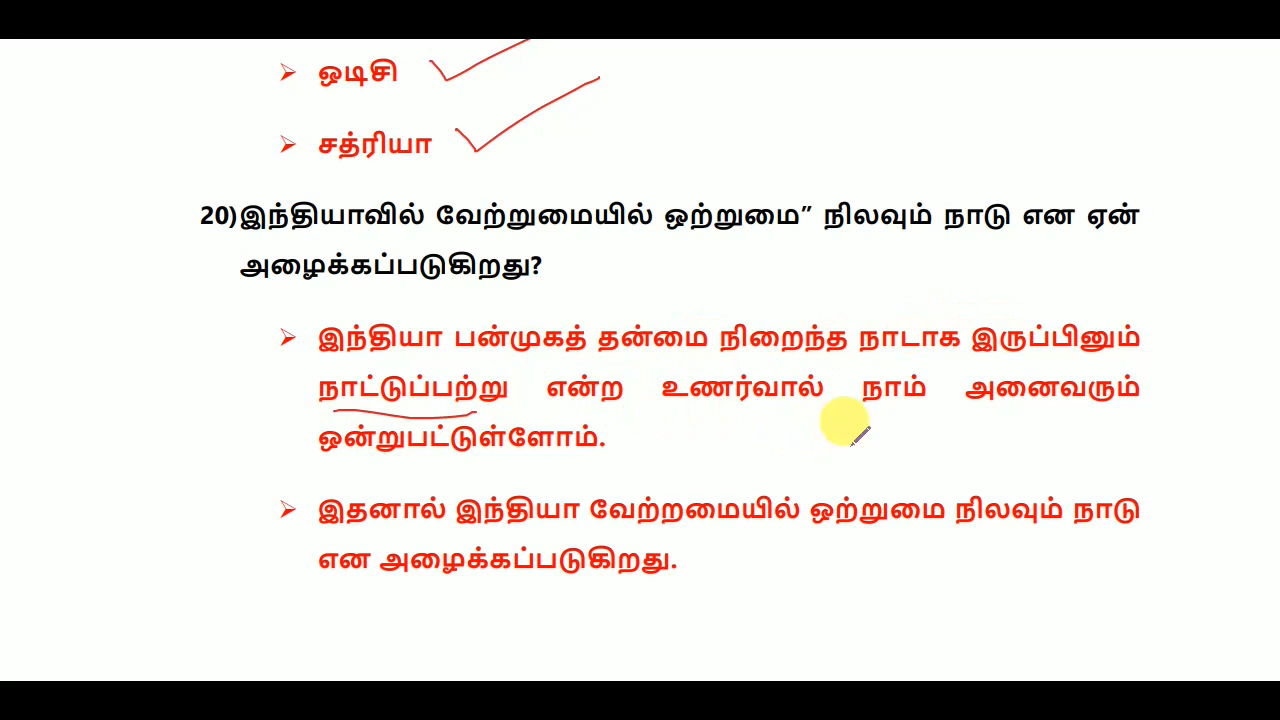 ➢ ஒடிசி
➢ சத்ரியா
20)இந்தியாவில் வேற்றுமையில் ஒற்றுமை” நிலவும் நாடு என ஏன்
அழைக்கப்படுகிறது?
➢ இந்தியா பன்முகத் தன்மை நிறைந்த நாடாக இருப்பினும்
நாட்டுப்பற்று என்ற உணர்வால் நாம் அனைவரும்
ஒன்றுபட்டுள்ளோம்.
➢ இதனால் இந்தியா வேற்றமையில் ஒற்றுமை நிலவும் நாடு
என அழைக்கப்படுகிறது.